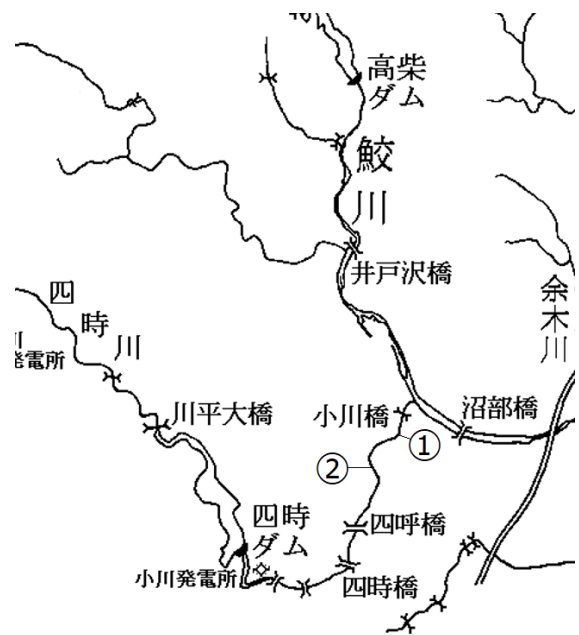 高柴
ダム
鮫
川
井戸沢橋
四
時
川
発電所
川平大橋
余
木
川
小川橋
沼部橋
①
②
四時
ダム
四呼橋
小川発電所
四時橋